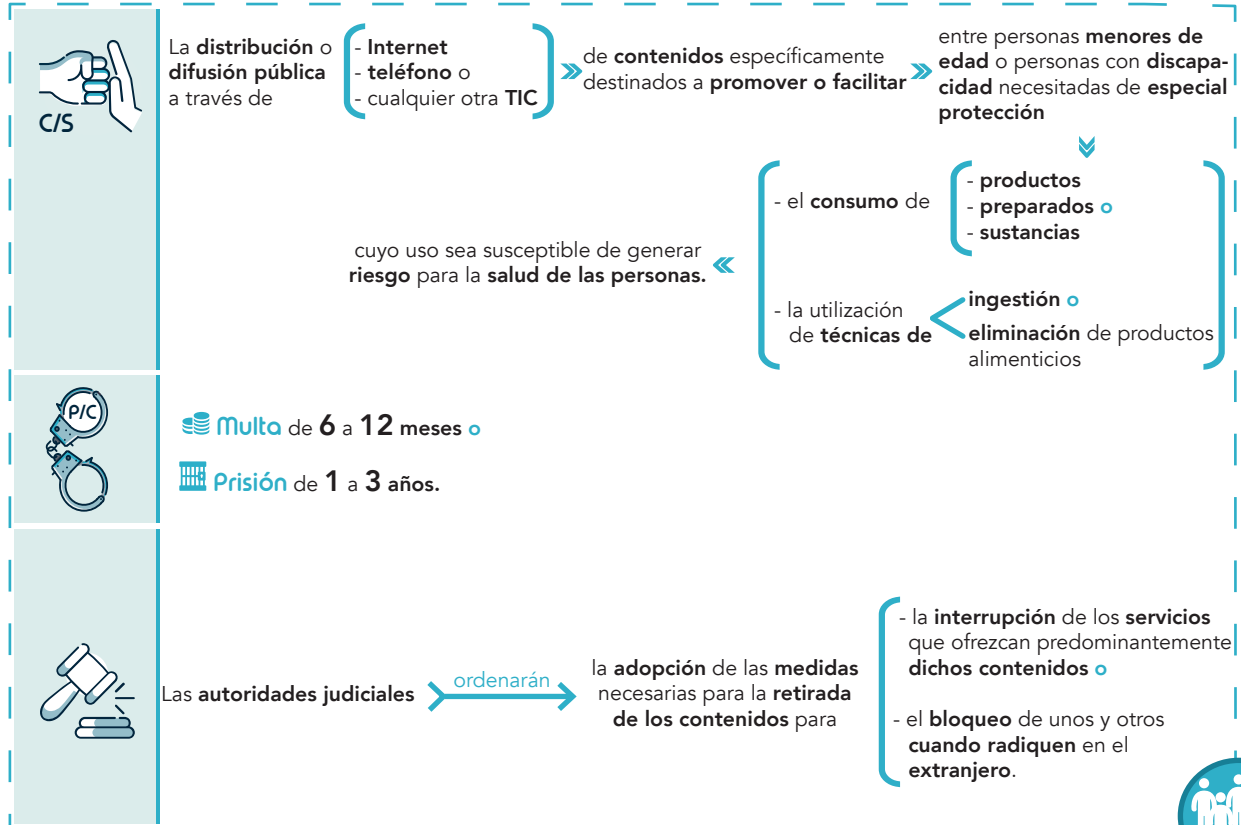 C/S
La distribución o
difusión pública
a través de
- Internet
- teléfono o
- cualquier otra TIC
de contenidos específicamente
destinados a promover o facilitar
entre personas menores de
edad o personas con discapa-
cidad necesitadas de especial
protección
- el consumo de
- productos
- preparados o
- sustancias
- la utilización
de técnicas de
ingestión o
eliminación de productos
alimenticios
cuyo uso sea susceptible de generar
riesgo para la salud de las personas.
P/C
Multa de 6 a 12 meses o
Prisión de 1 a 3 años.
Las autoridades judiciales
ordenarán
la adopción de las medidas
necesarias para la retirada
de los contenidos para
- la interrupción de los servicios
que ofrezcan predominantemente
dichos contenidos o
- el bloqueo de unos y otros
cuando radiquen en el
extranjero.